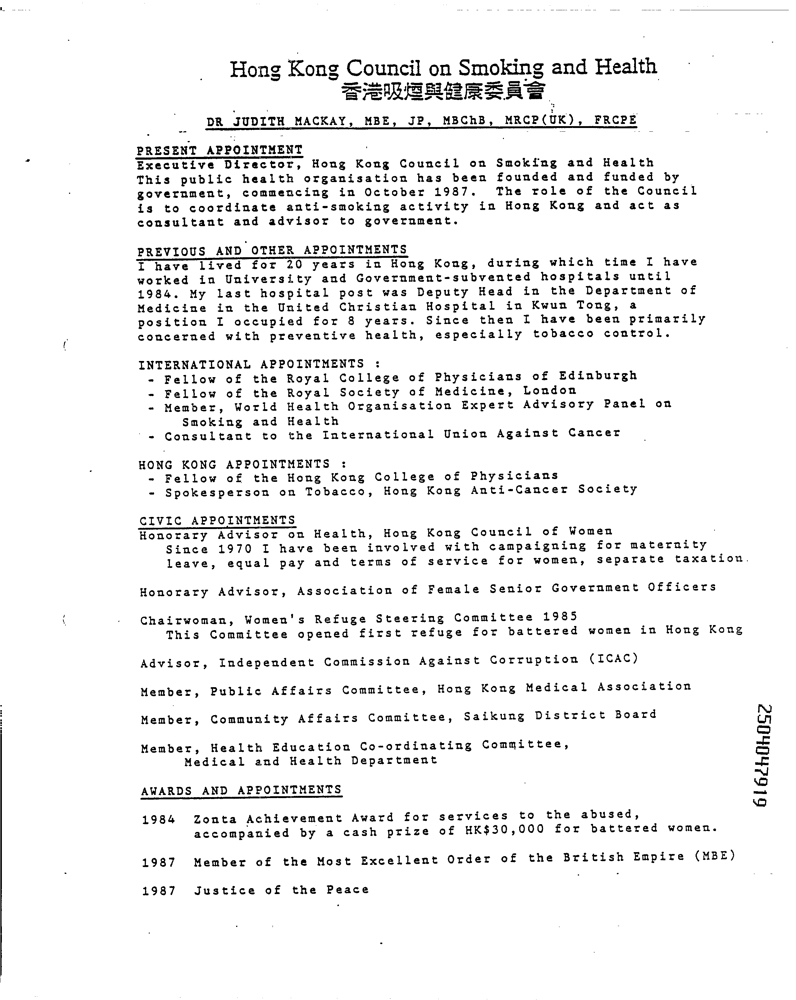 Hong Kong Council on Smoking and Health
香港吸煙與健康委員會
DR JUDITH MACKAY, MBE, JP, MBChB, MRCP(UK), FRCPE
PRESENT APPOINTMENT
Executive Director, Hong Kong Council on Smoking and Health
This public health organisation has been founded and funded by
government, commencing in October 1987. The role of the Council
is to coordinate anti-smoking activity in Hong Kong and act as
consultant and advisor to government.
PREVIOUS AND OTHER APPOINTMENTS
I have lived for 20 years in Hong Kong, during which time I have
worked in University and Government-subvented hospitals until
1984. My last hospital post was Deputy Head in the Department of
Medicine in the United Christian Hospital in Kwun Tong, a
position I occupied for 8 years. Since then I have been primarily
concerned with preventive health, especially tobacco control.
INTERNATIONAL APPOINTMENTS :
- Fellow of the Royal College of Physicians of Edinburgh
- Fellow of the Royal Society of Medicine, London
- Member, World Health Organisation Expert Advisory Panel on
Smoking and Health
- Consultant to the International Union Against Cancer
HONG KONG APPOINTMENTS :
- Fellow of the Hong Kong College of Physicians
- Spokesperson on Tobacco, Hong Kong Anti-Cancer Society
CIVIC APPOINTMENTS
Honorary Advisor on Health, Hong Kong Council of Women
Since 1970 I have been involved with campaigning for maternity
leave, equal pay and terms of service for women, separate taxation.
Honorary Advisor, Association of Female Senior Government Officers
Chairwoman, Women's Refuge Steering Committee 1985
This Committee opened first refuge for battered women in Hong Kong
Advisor, Independent Commission Against Corruption (ICAC)
Member, Public Affairs Committee, Hong Kong Medical Association
Member, Community Affairs Committee, Saikung District Board
Member, Health Education Co-ordinating Committee,
Medical and Health Department
AWARDS AND APPOINTMENTS
1984 Zonta Achievement Award for services to the abused,
accompanied by a cash prize of HK$30,000 for battered women.
1987 Member of the Most Excellent Order of the British Empire (MBE)
1987 Justice of the Peace
2504047919